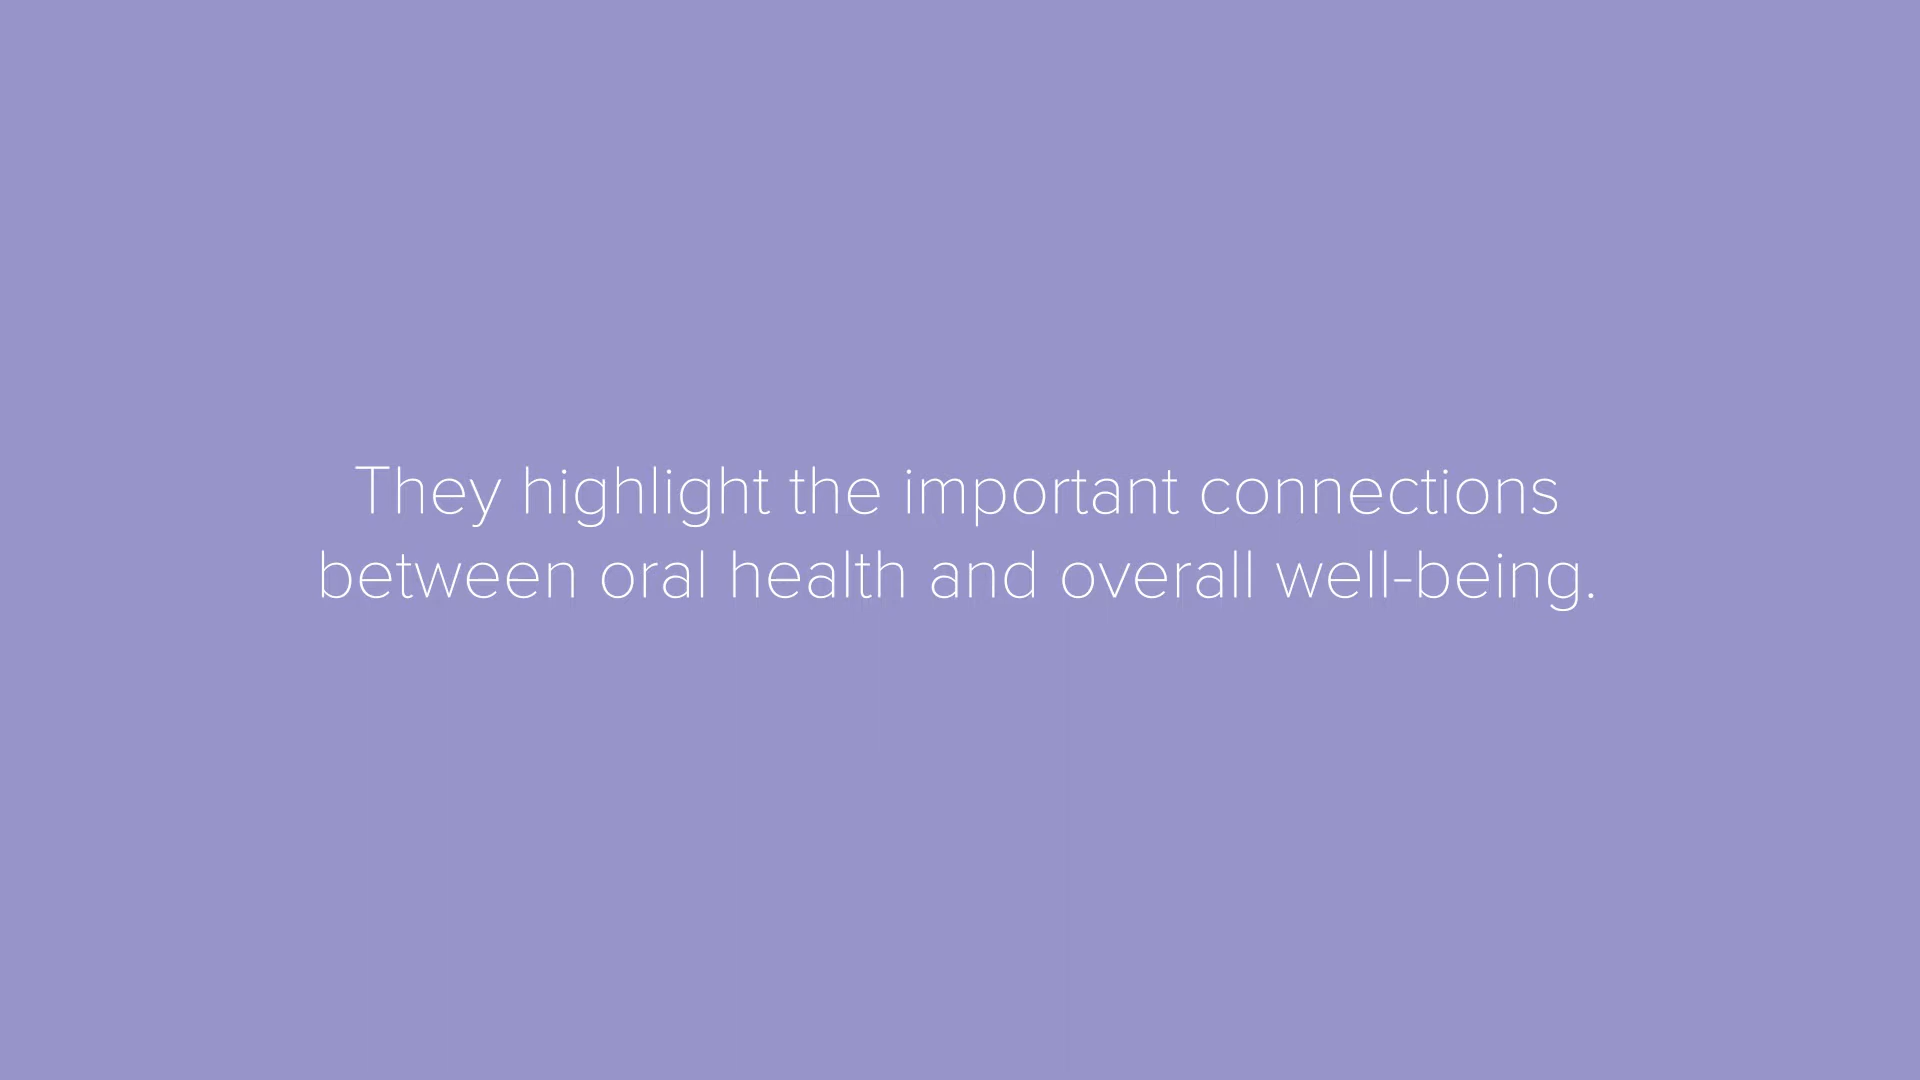 They highlight the important connections
between oral health and overall well-being.